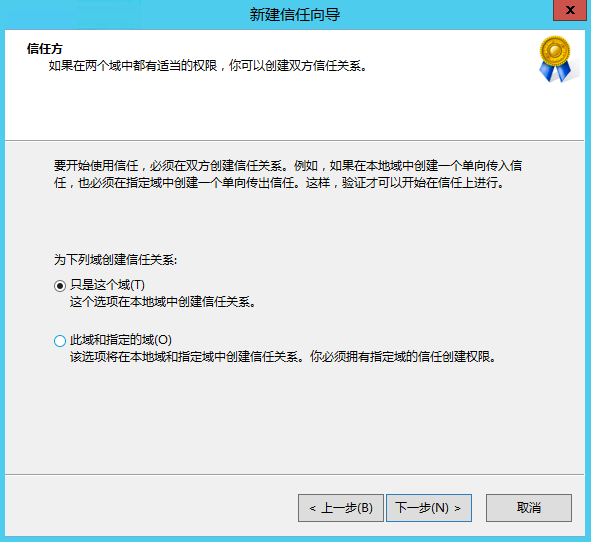 新建信任向导
x
信任方
如果在两个域中都有适当的权限，你可以创建双方信任关系。
要开始使用信任，必须在双方创建信任关系。例如，如果在本地域中创建一个单向传入信
任，也必须在指定域中创建一个单向传出信任。这样，验证才可以开始在信任上进行。
为下列域创建信任关系:
只是这个域(T)
这个选项在本地域中创建信任关系。
此域和指定的域(O)
该选项将在本地域和指定域中创建信任关系。你必须拥有指定域的信任创建权限。
< 上一步(B) 下一步(N) > 取消